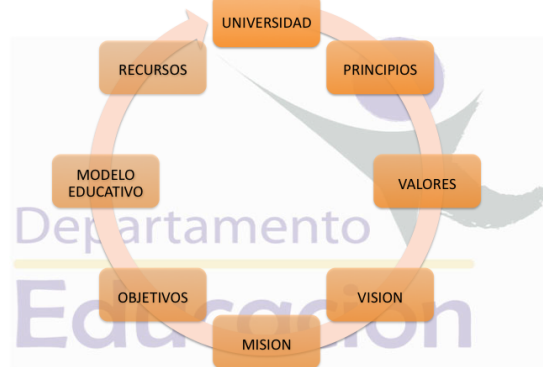 UNIVERSIDAD
PRINCIPIOS
VALORES
VISION
MISION
OBJETIVOS
MODELO
EDUCATIVO
RECURSOS
Departamento
Educacion